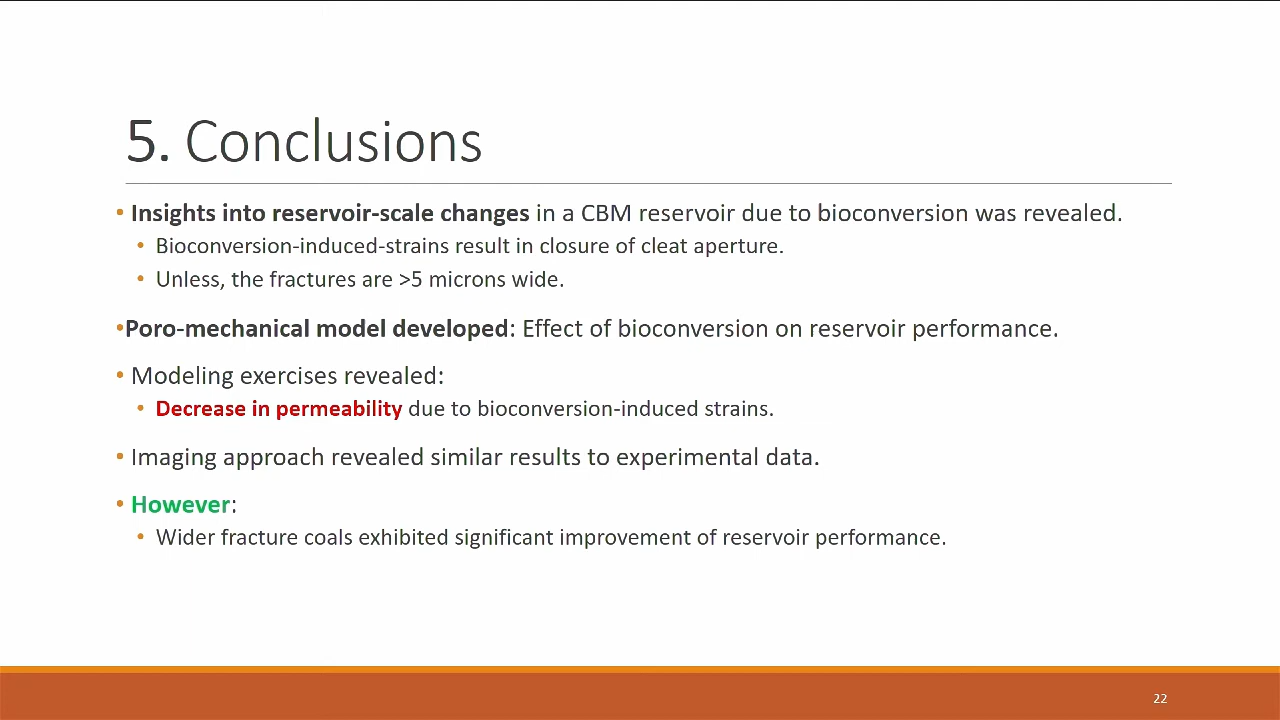 5. Conclusions
• Insights into reservoir-scale changes in a CBM reservoir due to bioconversion was revealed.
• Bioconversion-induced-strains result in closure of cleat aperture.
• Unless, the fractures are >5 microns wide.
•Poro-mechanical model developed: Effect of bioconversion on reservoir performance.
• Modeling exercises revealed:
• Decrease in permeability due to bioconversion-induced strains.
• Imaging approach revealed similar results to experimental data.
• However:
• Wider fracture coals exhibited significant improvement of reservoir performance.
22